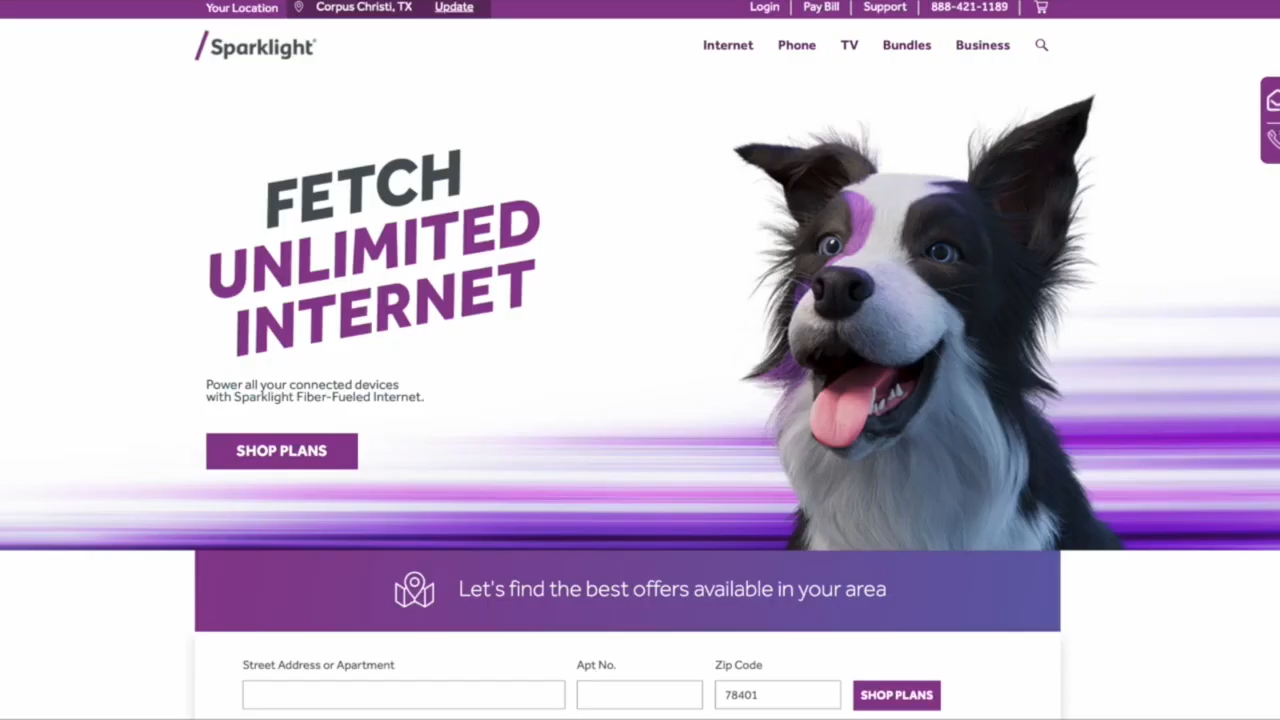 Your Location Corpus Christi, TX Update Login Pay Bill Support 888-421-1189
Sparklight
Internet Phone TV Bundles Business
FETCH
UNLIMITED
INTERNET
Power all your connected devices
with Sparklight Fiber-Fueled Internet.
SHOP PLANS
Let's find the best offers available in your area
Street Address or Apartment Apt No. Zip Code
78401 SHOP PLANS